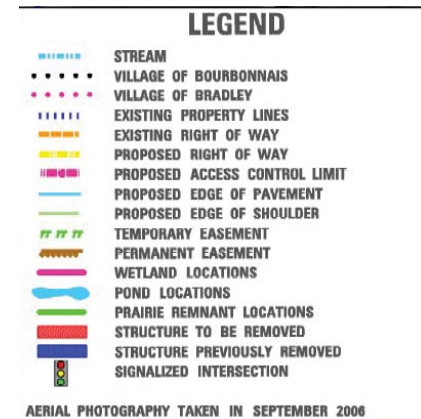 LEGEND
STREAM
VILLAGE OF BOURBONNAIS
VILLAGE OF BRADLEY
EXISTING PROPERTY LINES
EXISTING RIGHT OF WAY
PROPOSED RIGHT OF WAY
PROPOSED ACCESS CONTROL LIMIT
PROPOSED EDGE OF PAVEMENT
PROPOSED EDGE OF SHOULDER
TEMPORARY EASEMENT
PERMANENT EASEMENT
WETLAND LOCATIONS
POND LOCATIONS
PRAIRIE REMNANT LOCATIONS
STRUCTURE TO BE REMOVED
STRUCTURE PREVIOUSLY REMOVED
SIGNALIZED INTERSECTION
AERIAL PHOTOGRAPHY TAKEN IN SEPTEMBER 2006